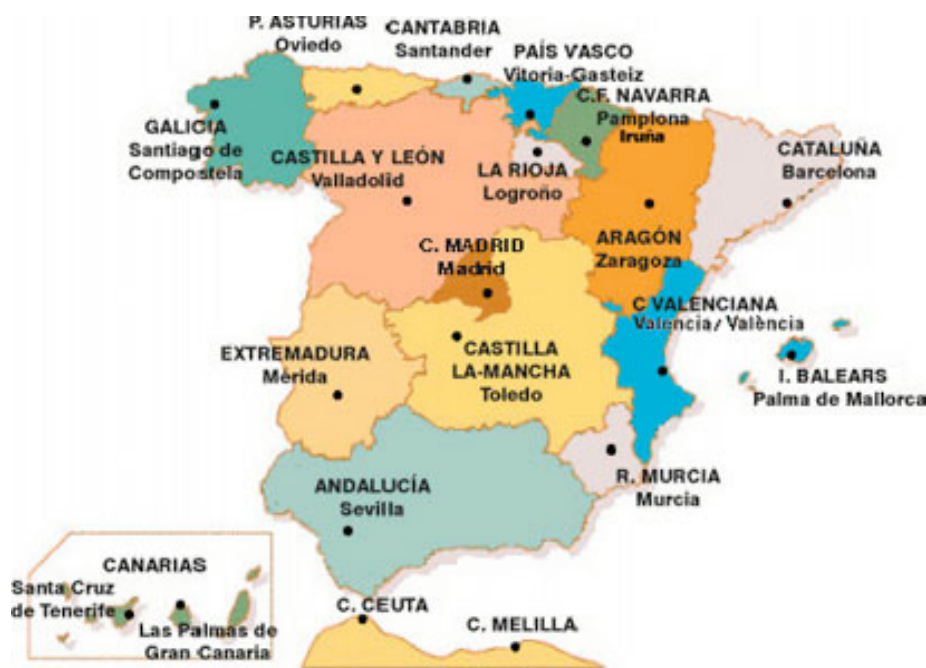 P. ASTURIAS
Oviedo
CANTABRIA
Santander
PAÍS VASCO
Vitoria-Gasteiz
C.F. NAVARRA
Pamplona
Iruña
GALICIA
Santiago de
Compostela
CASTILLA Y LEÓN
Valladolid
LA RIOJA
Logroño
CATALUÑA
Barcelona
ARAGÓN
Zaragoza
C. MADRID
Madrid
C VALENCIANA
Valencia/València
EXTREMADURA
Mérida
CASTILLA
LA-MANCHA
Toledo
I. BALEARS
Palma de Mallorca
R. MURCIA
Murcia
ANDALUCÍA
Sevilla
CANARIAS
Santa Cruz
de Tenerife
Las Palmas de
Gran Canaria
C. CEUTA
C. MELILLA